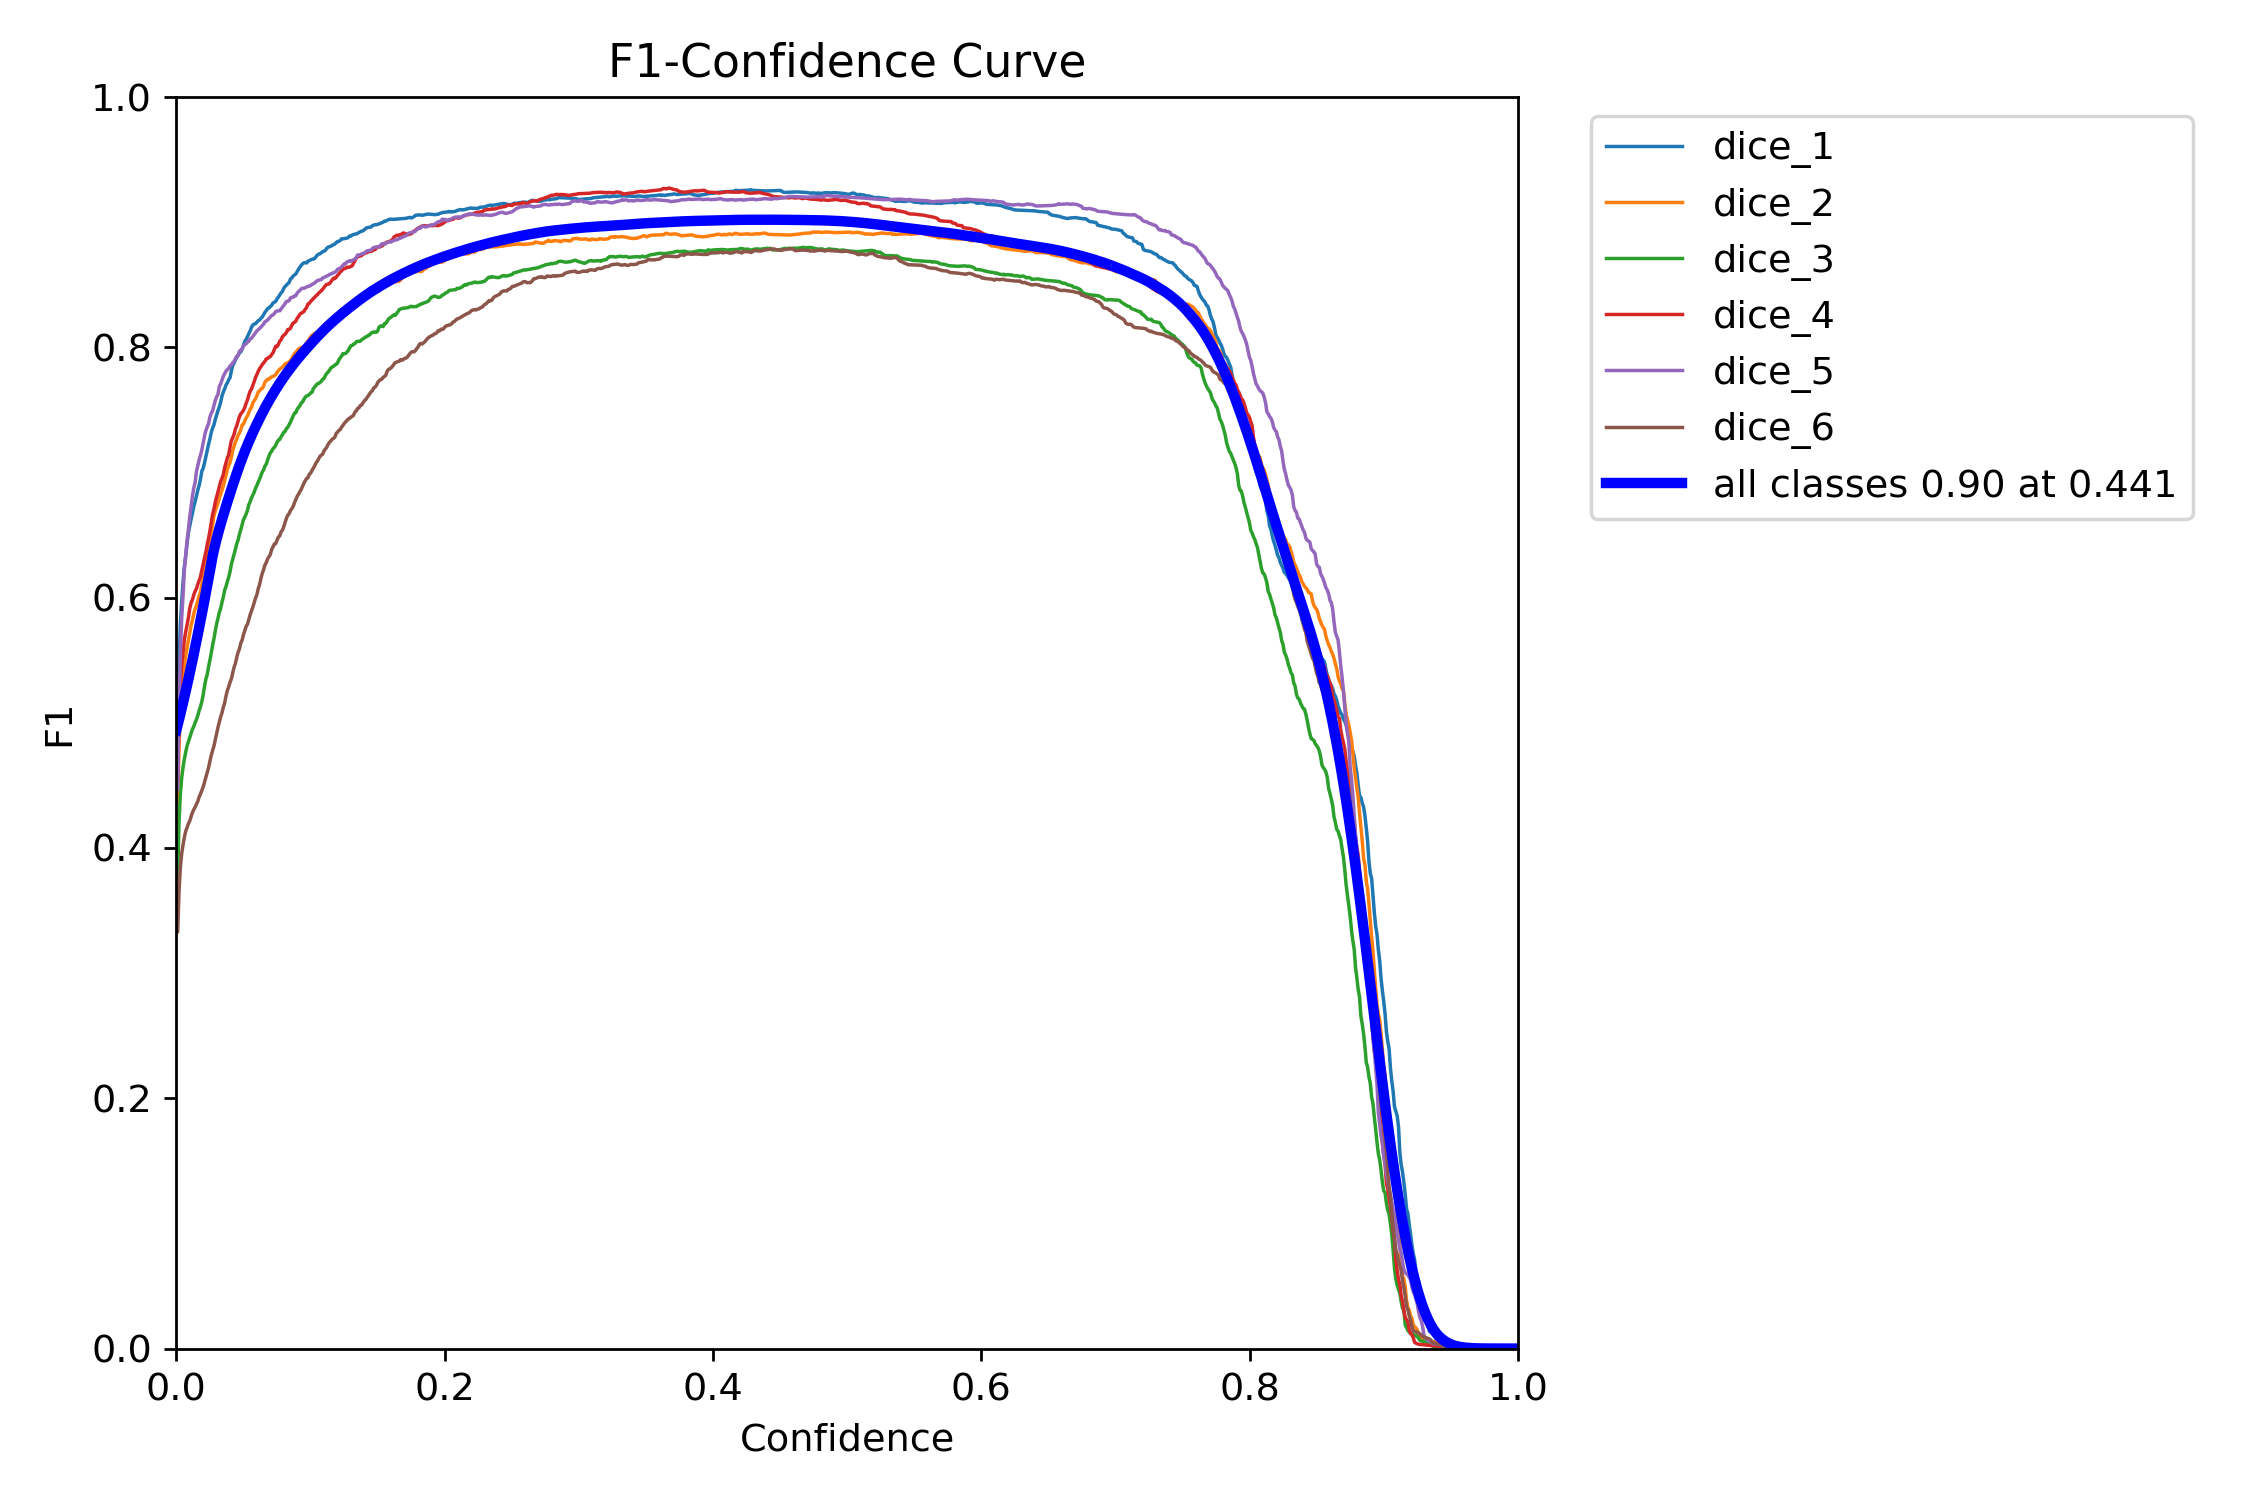 F1-Confidence Curve
1.0
0.8
0.6
0.4
0.2
0.0
F1
0.0 0.2 0.4 0.6 0.8 1.0
Confidence
dice_1
dice_2
dice_3
dice_4
dice_5
dice_6
all classes 0.90 at 0.441